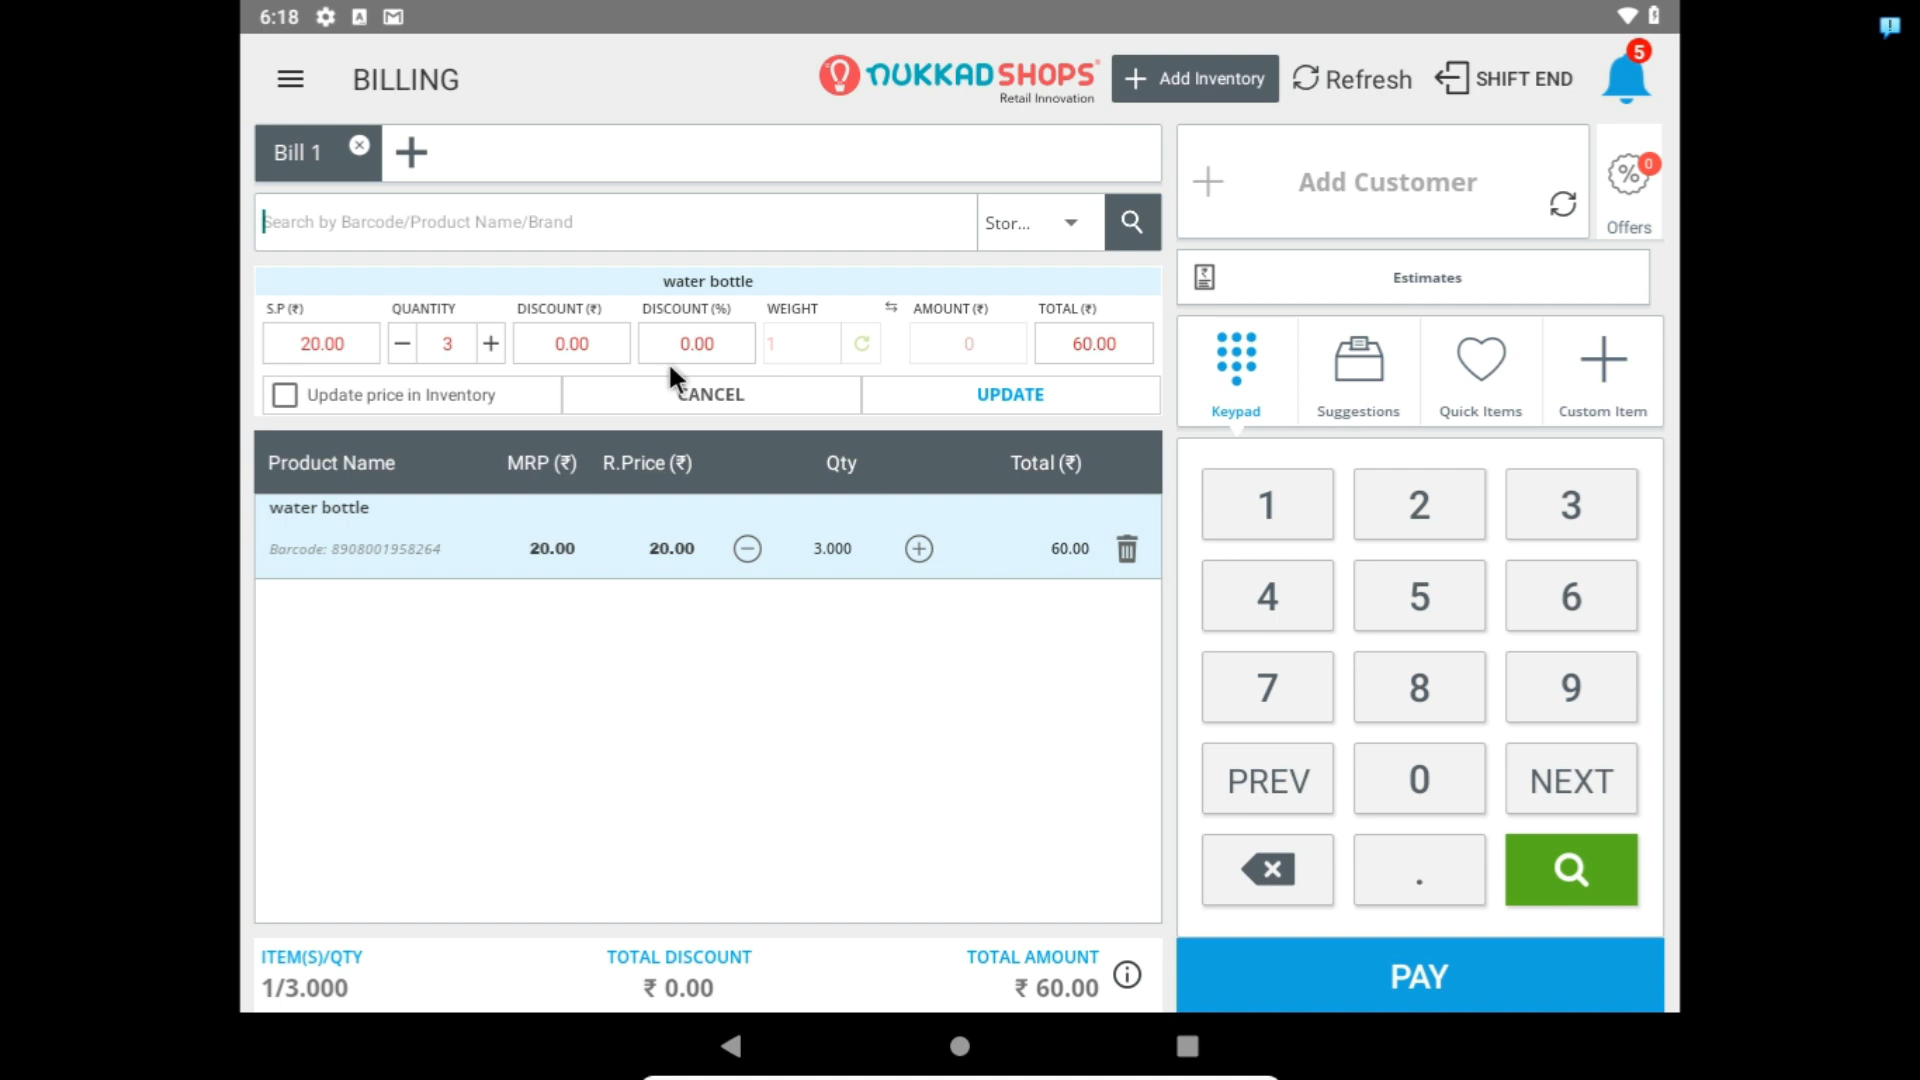 6:18
BILLING
NUKKAD SHOPS
Retail Innovation
Add Inventory
Refresh
SHIFT END
5
Bill 1
Add Customer
0
Offers
Search by Barcode/Product Name/Brand
Stor...
Estimates
water bottle
S.P (₹) QUANTITY DISCOUNT (₹) DISCOUNT (%) WEIGHT AMOUNT (₹) TOTAL (₹)
20.00 3 0.00 0.00 1 0 60.00
Update price in Inventory CANCEL UPDATE
Keypad Suggestions Quick Items Custom Item
Product Name MRP (₹) R.Price (₹) Qty Total (₹)
water bottle
Barcode: 8908001958264 20.00 20.00 3.000 60.00
1 2 3
4 5 6
7 8 9
PREV 0 NEXT
.
ITEM(S)/QTY TOTAL DISCOUNT TOTAL AMOUNT
1/3.000 ₹ 0.00 ₹ 60.00
PAY